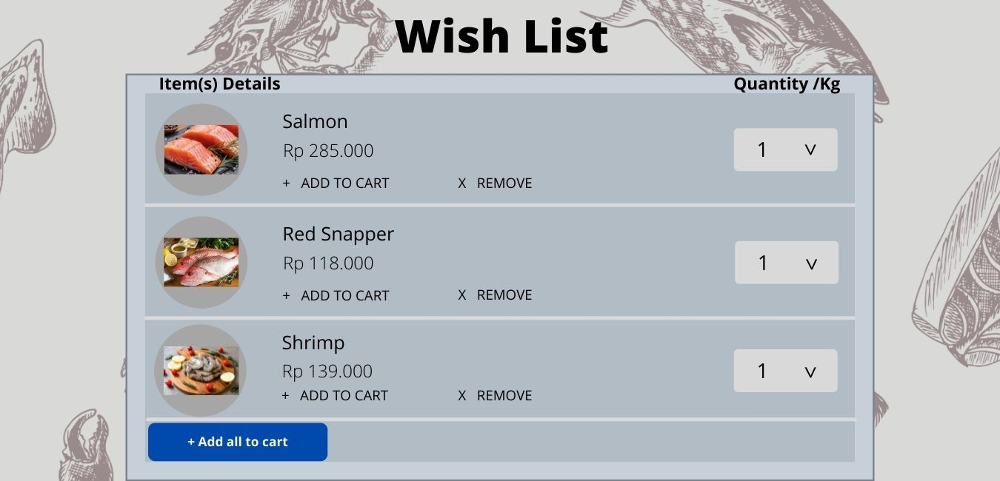 Wish List
Item(s) Details
Quantity /Kg
Salmon
Rp 285.000
+ ADD TO CART
X REMOVE
1 V
Red Snapper
Rp 118.000
+ ADD TO CART
X REMOVE
1 V
Shrimp
Rp 139.000
+ ADD TO CART
X REMOVE
1 V
+ Add all to cart